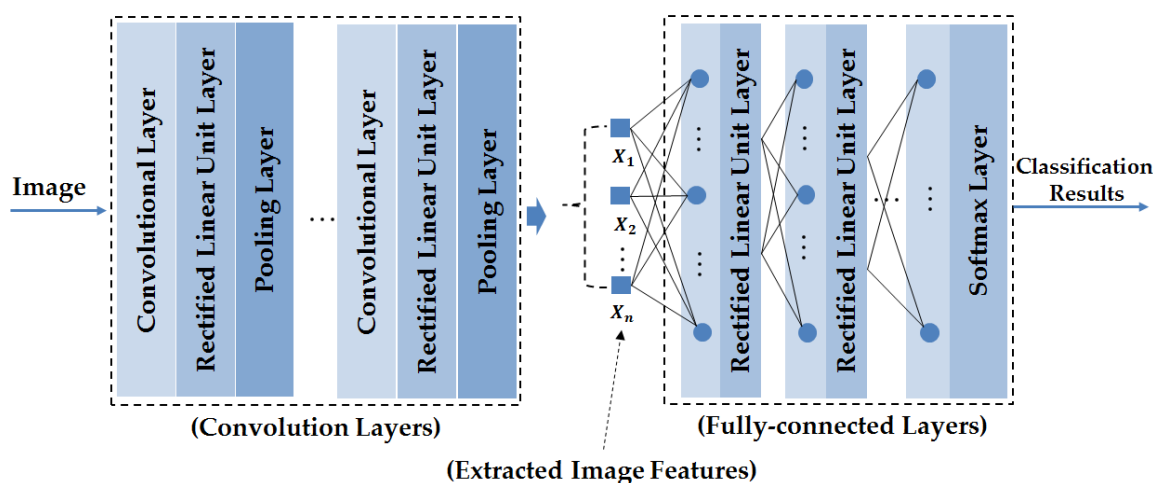 Image
Convolutional Layer
Rectified Linear Unit Layer
Pooling Layer
...
Convolutional Layer
Rectified Linear Unit Layer
Pooling Layer
(Convolution Layers)
X₁
X₂
⋮
Xₙ
(Extracted Image Features)
...
...
Rectified Linear Unit Layer
...
...
Rectified Linear Unit Layer
...
...
...
Softmax Layer
(Fully-connected Layers)
Classification
Results